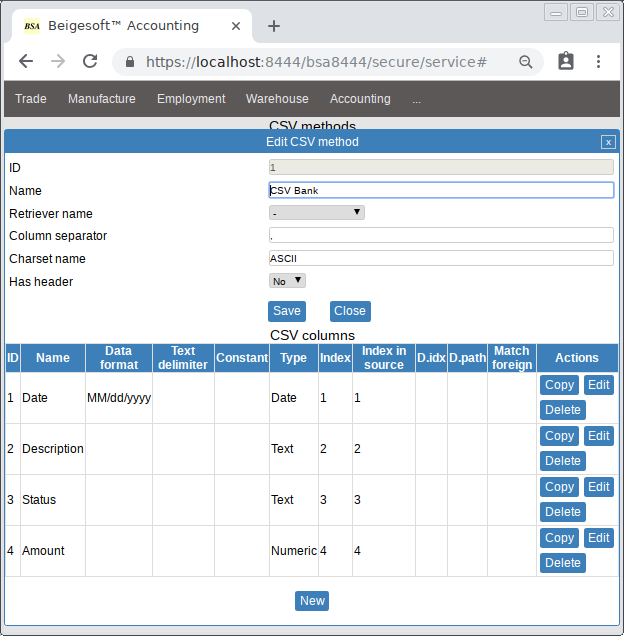 BSA Beigesoft™ Accounting
https://localhost:8444/bsa8444/secure/service#
Trade Manufacture Employment Warehouse Accounting ...
CSV methods
Edit CSV method x
ID 1
Name CSV Bank
Retriever name -
Column separator ,
Charset name ASCII
Has header No
Save Close
CSV columns
ID Name Data format Text delimiter Constant Type Index Index in source D.idx D.path Match foreign Actions
1 Date MM/dd/yyyy Date 1 1 Copy Edit Delete
2 Description Text 2 2 Copy Edit Delete
3 Status Text 3 3 Copy Edit Delete
4 Amount Numeric 4 4 Copy Edit Delete
New